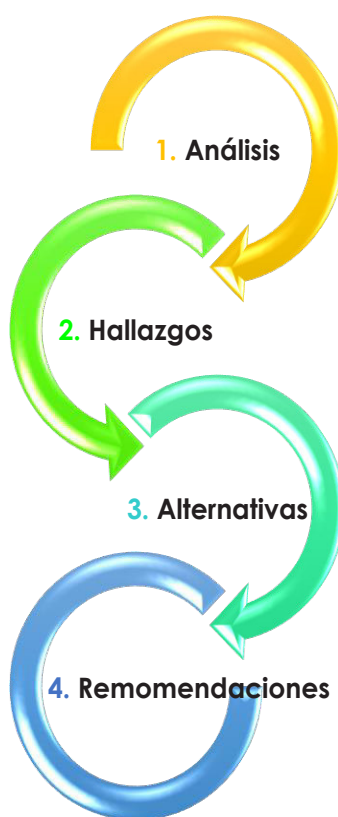 1. Análisis
2. Hallazgos
3. Alternativas
4. Remomendaciones